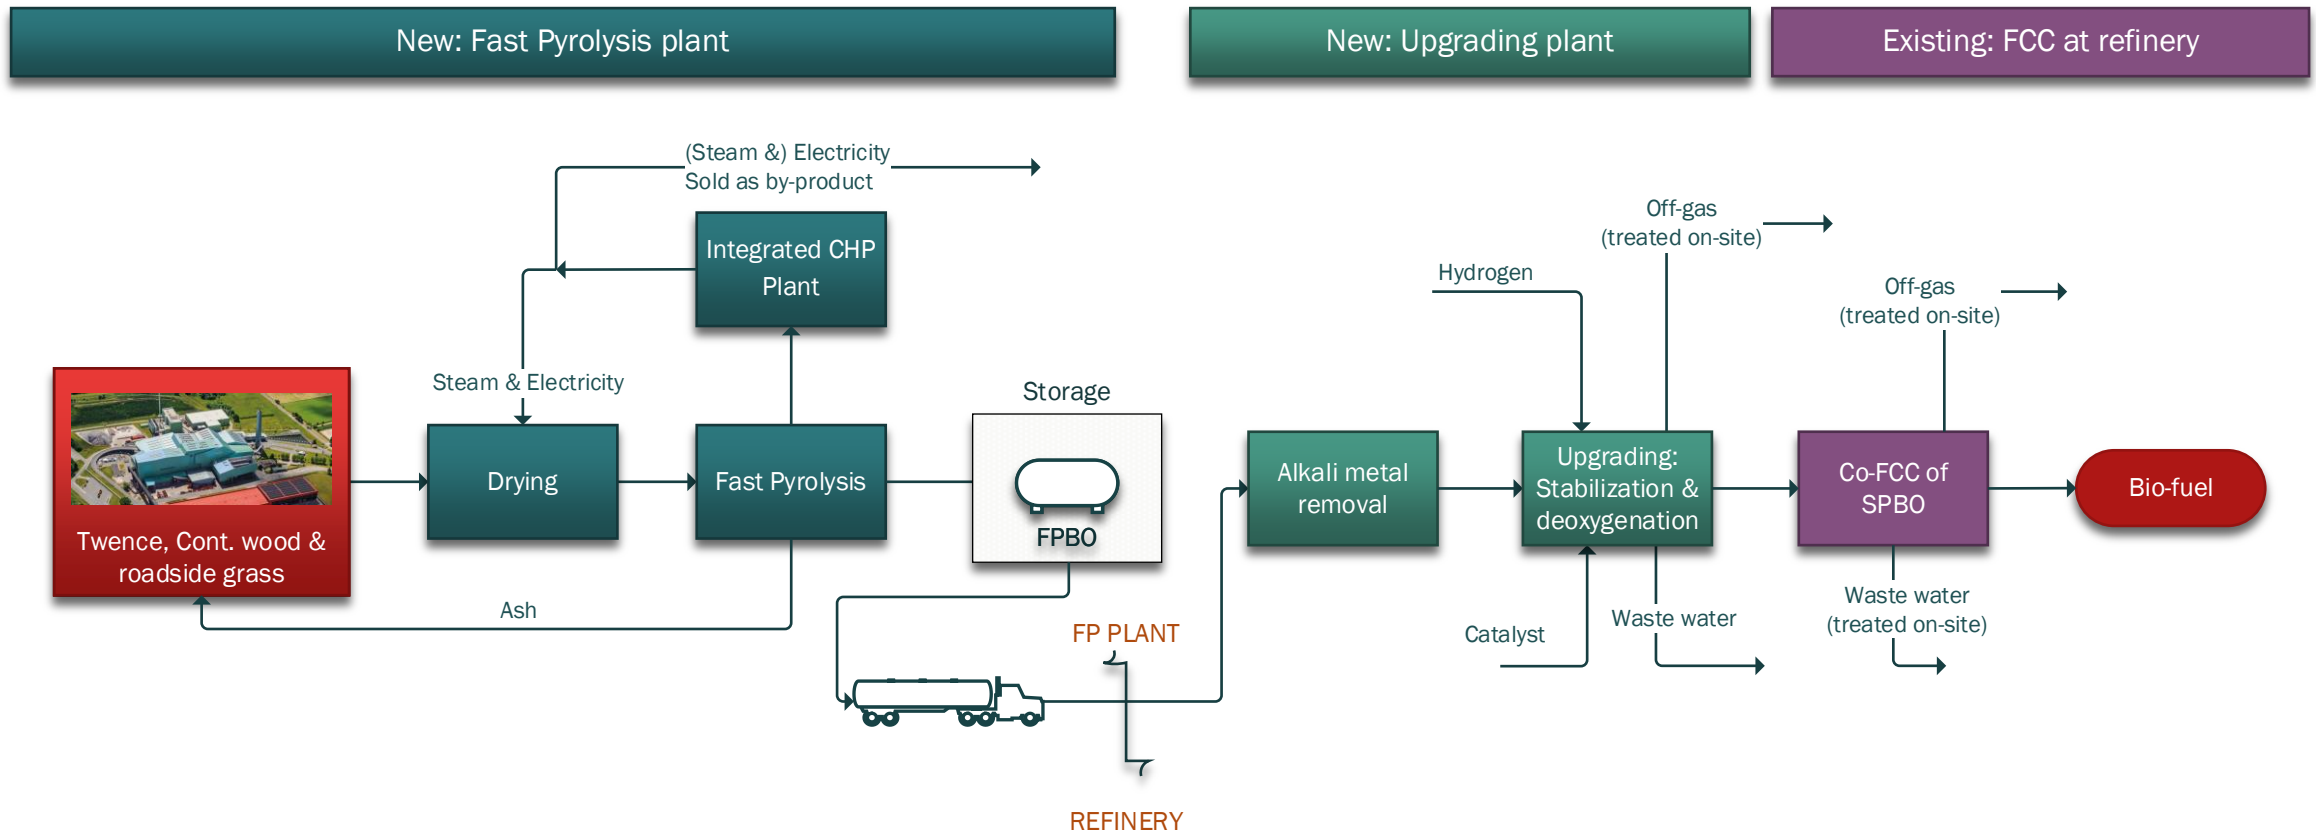 New: Fast Pyrolysis plant
New: Upgrading plant
Existing: FCC at refinery
(Steam &) Electricity
Sold as by-product
Integrated CHP
Plant
Steam & Electricity
Twence, Cont. wood &
roadside grass
Drying
Fast Pyrolysis
Ash
Storage
FPBO
FP PLANT
REFINERY
Alkali metal
removal
Hydrogen
Off-gas
(treated on-site)
Upgrading:
Stabilization &
deoxygenation
Catalyst
Waste water
Off-gas
(treated on-site)
Co-FCC of
SPBO
Waste water
(treated on-site)
Bio-fuel